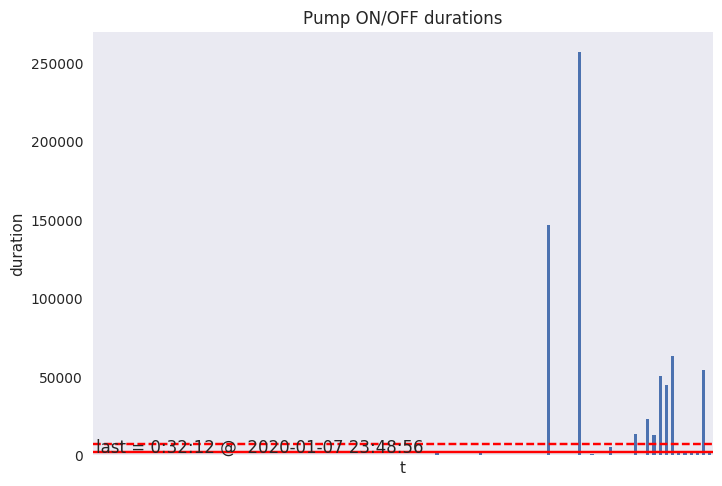 Pump ON/OFF durations
250000
200000
150000
100000
50000
0
duration
last = 0:32:12 @  2020-01-07 23:48:56
t